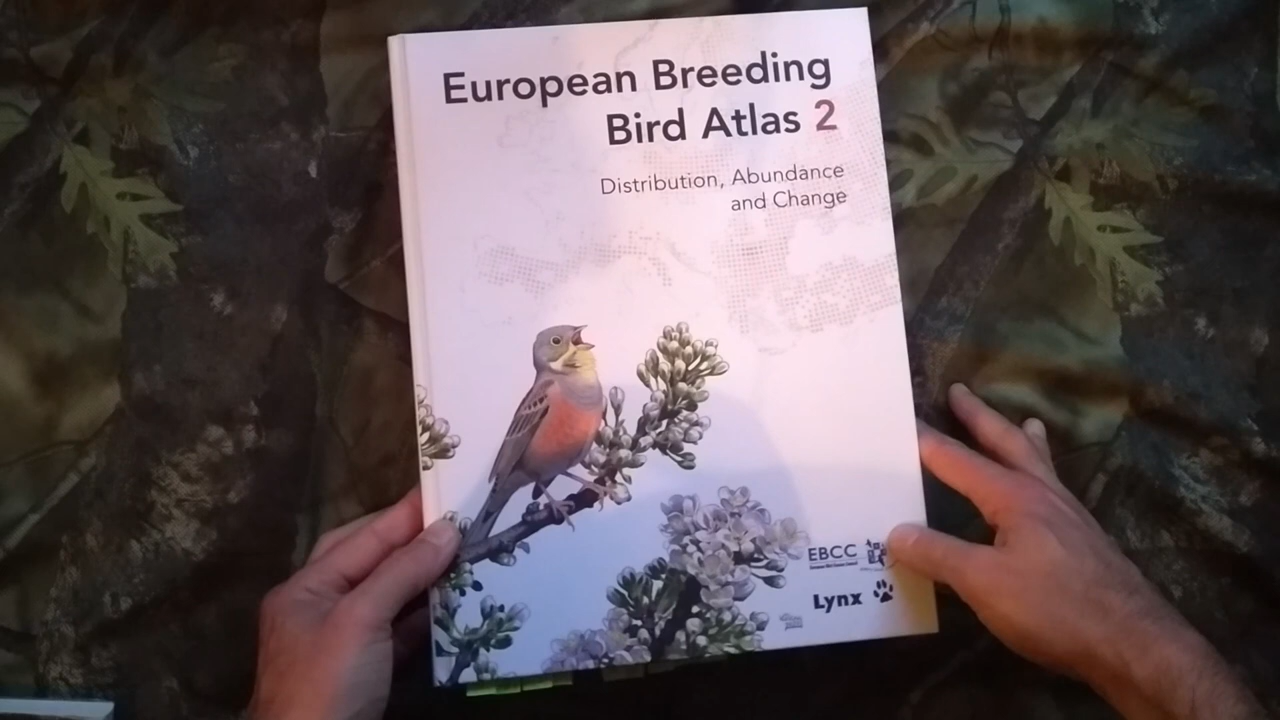 European Breeding
Bird Atlas 2
Distribution, Abundance
and Change
EBCC
Lynx